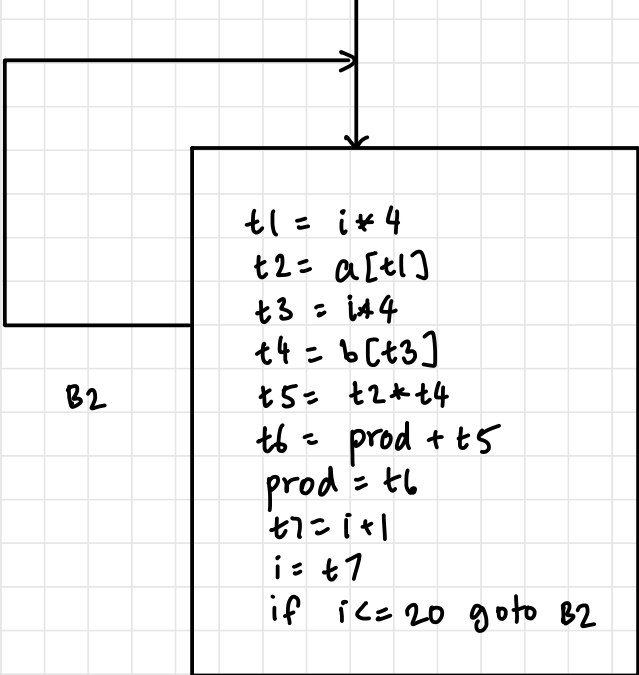 t1 = i * 4
t2 = a[t1]
t3 = i*4
t4 = b[t3]
B2
t5 = t2*t4
t6 = prod + t5
prod = t6
t7 = i+1
i = t7
if i<= 20 goto B2